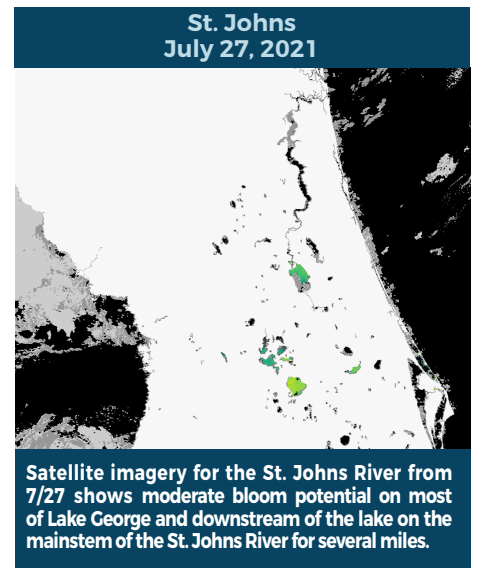 St. Johns
July 27, 2021
Satellite imagery for the St. Johns River from
7/27 shows moderate bloom potential on most
of Lake George and downstream of the lake on the
mainstem of the St. Johns River for several miles.